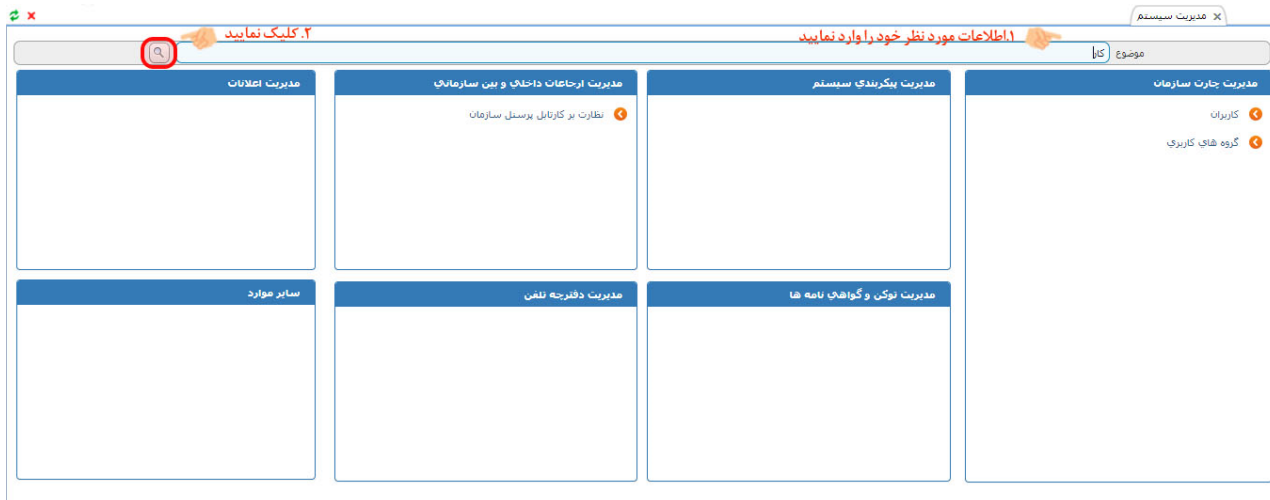 مدیریت سیستم
۱.اطلاعات مورد نظر خود را وارد نمایید
۲. کلیک نمایید
موضوع کار
مدیریت چارت سازمان
مدیریت پیکربندي سیستم
مدیریت ارجاعات داخلي و بین سازماني
مدیریت اعلانات
کاربران
گروه هاي کاربري
نظارت بر کارتابل پرسنل سازمان
مدیریت توکن و گواهي نامه ها
مدیریت دفترچه تلفن
سایر موارد